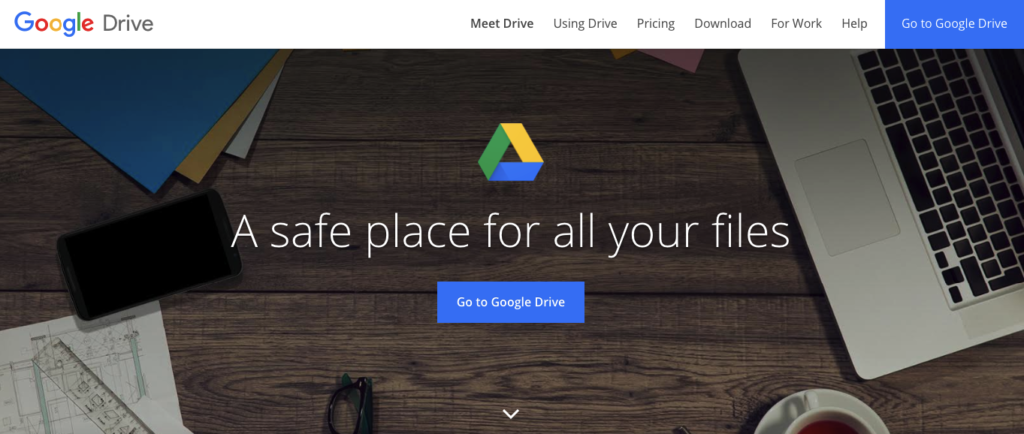 Google Drive
Meet Drive Using Drive Pricing Download For Work Help Go to Google Drive
A safe place for all your files
Go to Google Drive